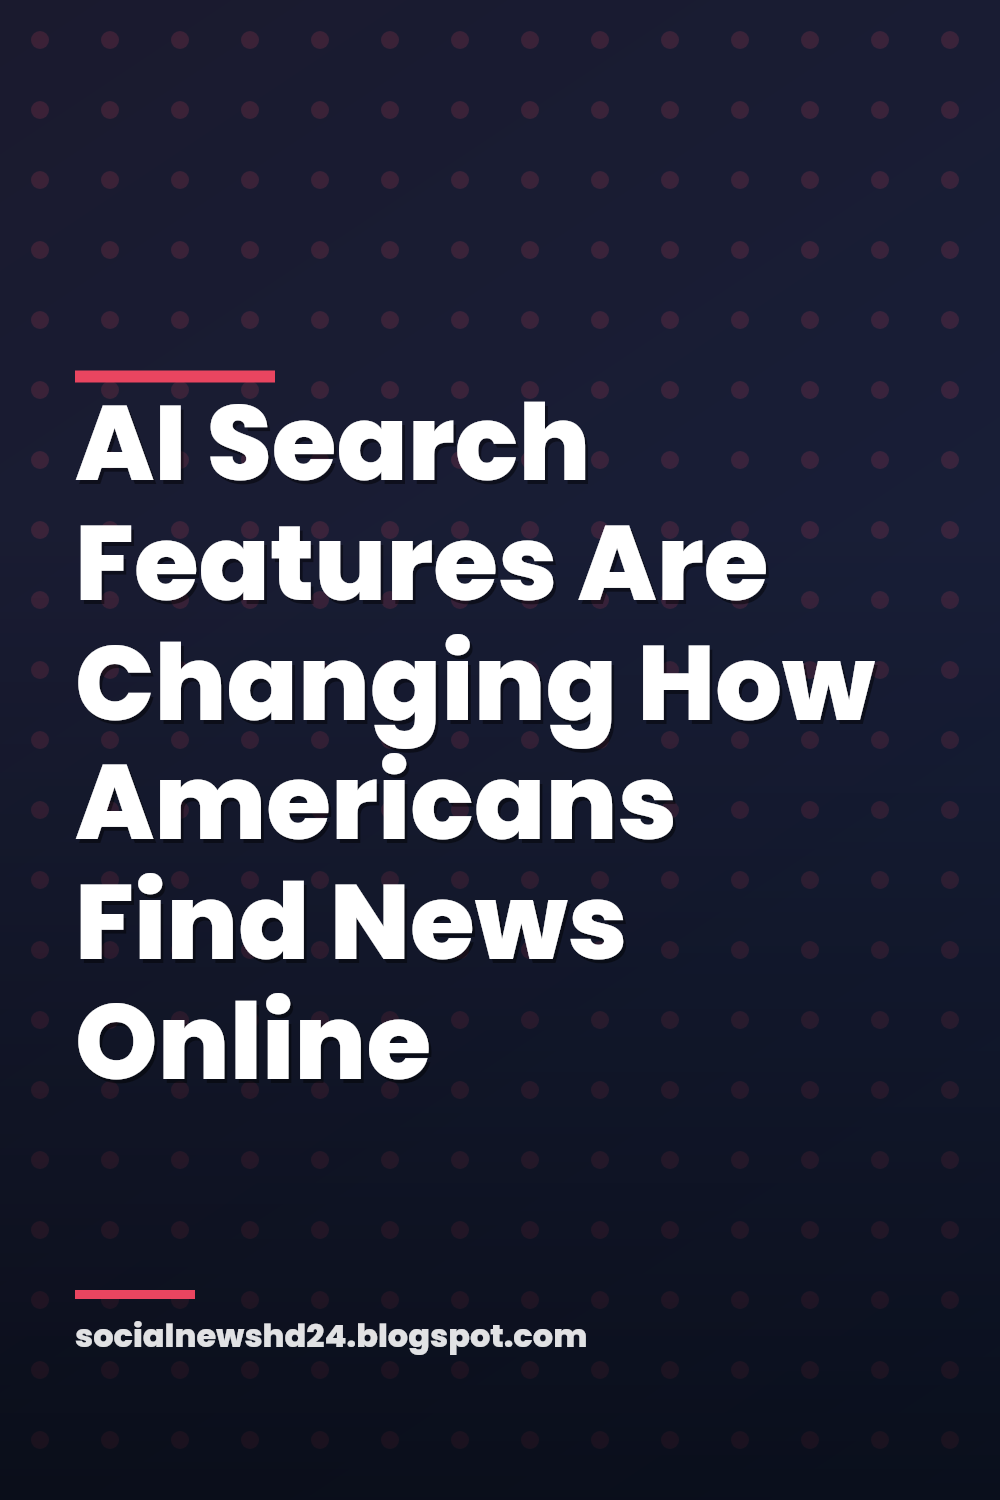 AI Search
Features Are
Changing How
Americans
Find News
Online
socialnewshd24.blogspot.com